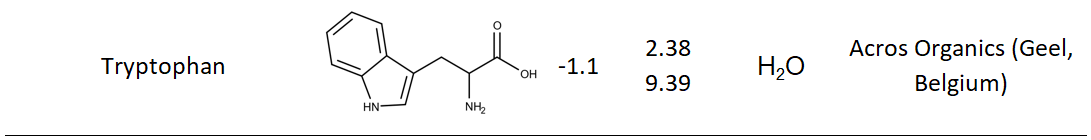 Tryptophan
O
OH
NH₂
HN
-1.1
2.38
9.39
H₂O
Acros Organics (Geel,
Belgium)